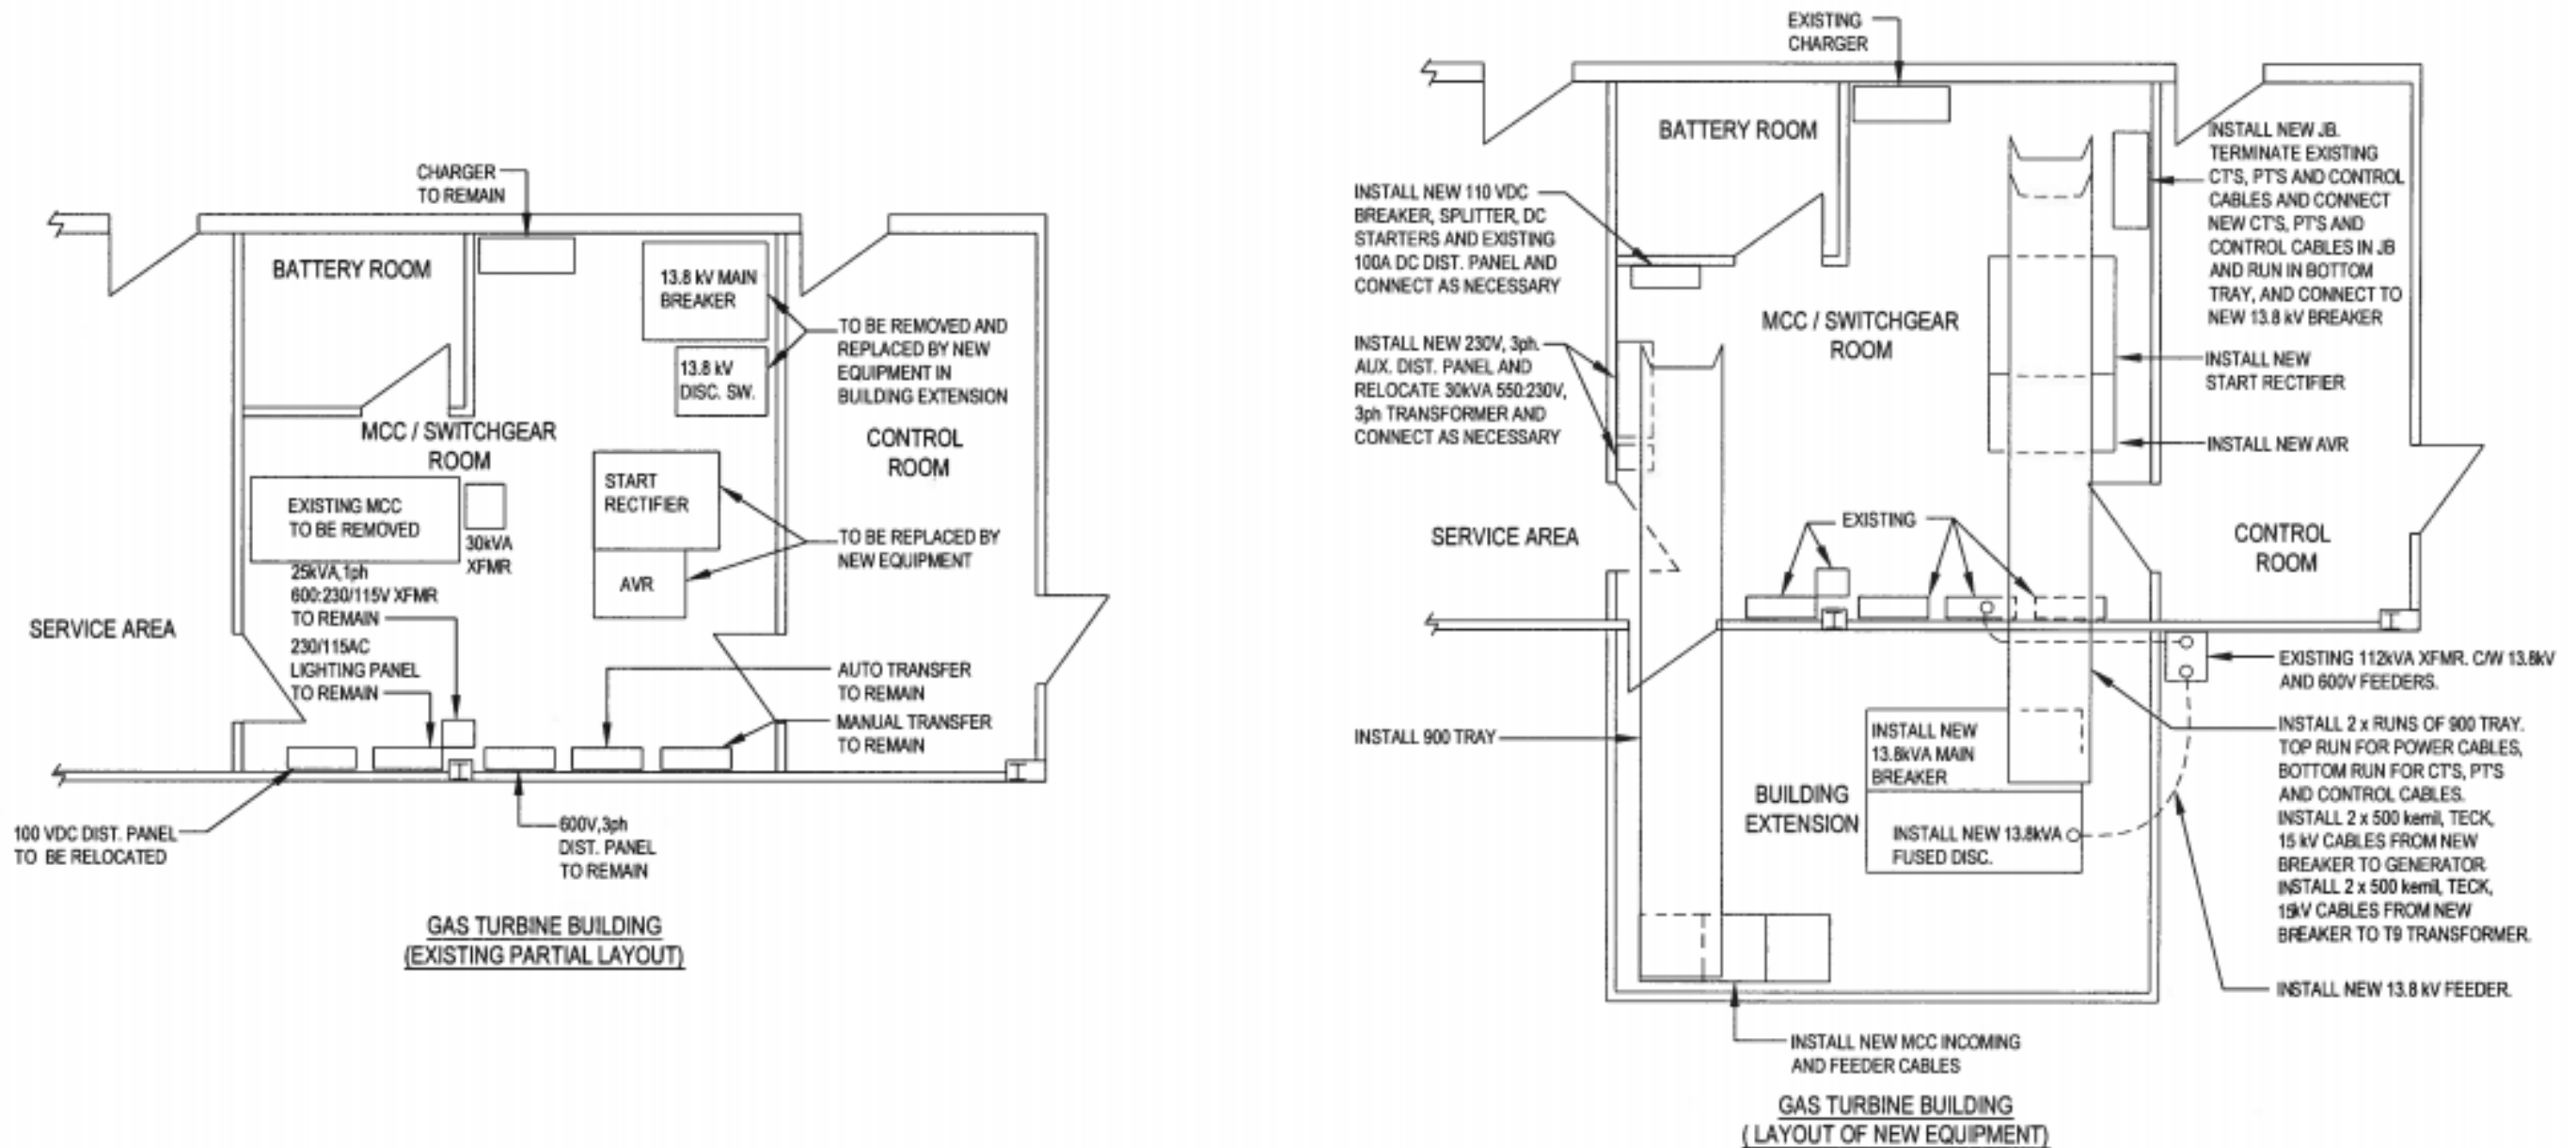 CHARGER
TO REMAIN
BATTERY ROOM
13.8 kV MAIN
BREAKER
TO BE REMOVED AND
REPLACED BY NEW
EQUIPMENT IN
BUILDING EXTENSION
13.8 kV
DISC. SW.
MCC / SWITCHGEAR
ROOM
CONTROL
ROOM
START
RECTIFIER
EXISTING MCC
TO BE REMOVED
30kVA
XFMR
TO BE REPLACED BY
NEW EQUIPMENT
AVR
25kVA,1ph
600:230/115V XFMR
TO REMAIN
SERVICE AREA
230/115AC
LIGHTING PANEL
TO REMAIN
AUTO TRANSFER
TO REMAIN
MANUAL TRANSFER
TO REMAIN
100 VDC DIST. PANEL
TO BE RELOCATED
600V,3ph
DIST. PANEL
TO REMAIN
GAS TURBINE BUILDING
(EXISTING PARTIAL LAYOUT)
EXISTING
CHARGER
BATTERY ROOM
INSTALL NEW JB.
TERMINATE EXISTING
CT'S, PT'S AND CONTROL
CABLES AND CONNECT
NEW CT'S, PT'S AND
CONTROL CABLES IN JB
AND RUN IN BOTTOM
TRAY, AND CONNECT TO
NEW 13.8 kV BREAKER
INSTALL NEW 110 VDC
BREAKER, SPLITTER, DC
STARTERS AND EXISTING
100A DC DIST. PANEL AND
CONNECT AS NECESSARY
MCC / SWITCHGEAR
ROOM
INSTALL NEW 230V, 3ph.
AUX. DIST. PANEL AND
RELOCATE 30kVA 550:230V,
3ph TRANSFORMER AND
CONNECT AS NECESSARY
INSTALL NEW
START RECTIFIER
INSTALL NEW AVR
EXISTING
SERVICE AREA
CONTROL
ROOM
EXISTING 112kVA XFMR. C/W 13.8kV
AND 600V FEEDERS.
INSTALL 900 TRAY
INSTALL NEW
13.8kVA MAIN
BREAKER
BUILDING
EXTENSION
INSTALL NEW 13.8kVA
FUSED DISC.
INSTALL 2 x RUNS OF 900 TRAY.
TOP RUN FOR POWER CABLES,
BOTTOM RUN FOR CT'S, PT'S
AND CONTROL CABLES.
INSTALL 2 x 500 kemil, TECK,
15 kV CABLES FROM NEW
BREAKER TO GENERATOR.
INSTALL 2 x 500 kemil, TECK,
15kV CABLES FROM NEW
BREAKER TO T9 TRANSFORMER.
INSTALL NEW 13.8 kV FEEDER.
INSTALL NEW MCC INCOMING
AND FEEDER CABLES
GAS TURBINE BUILDING
( LAYOUT OF NEW EQUIPMENT)